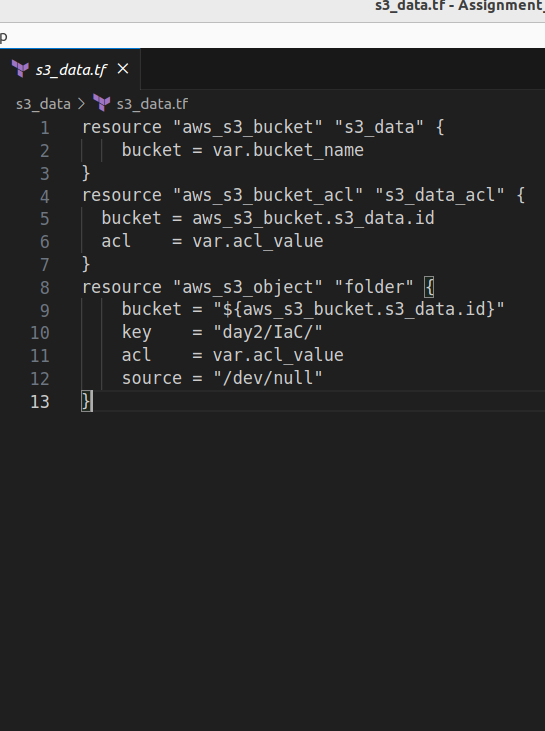 s3_data.tf - Assignment_
p
s3_data.tf ×
s3_data > s3_data.tf
1 resource "aws_s3_bucket" "s3_data" {
2     bucket = var.bucket_name
3 }
4 resource "aws_s3_bucket_acl" "s3_data_acl" {
5   bucket = aws_s3_bucket.s3_data.id
6   acl    = var.acl_value
7 }
8 resource "aws_s3_object" "folder" {
9     bucket = "${aws_s3_bucket.s3_data.id}"
10     key    = "day2/IaC/"
11     acl    = var.acl_value
12     source = "/dev/null"
13 }